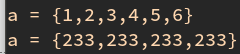 a = {1,2,3,4,5,6}
a = {233,233,233,233}